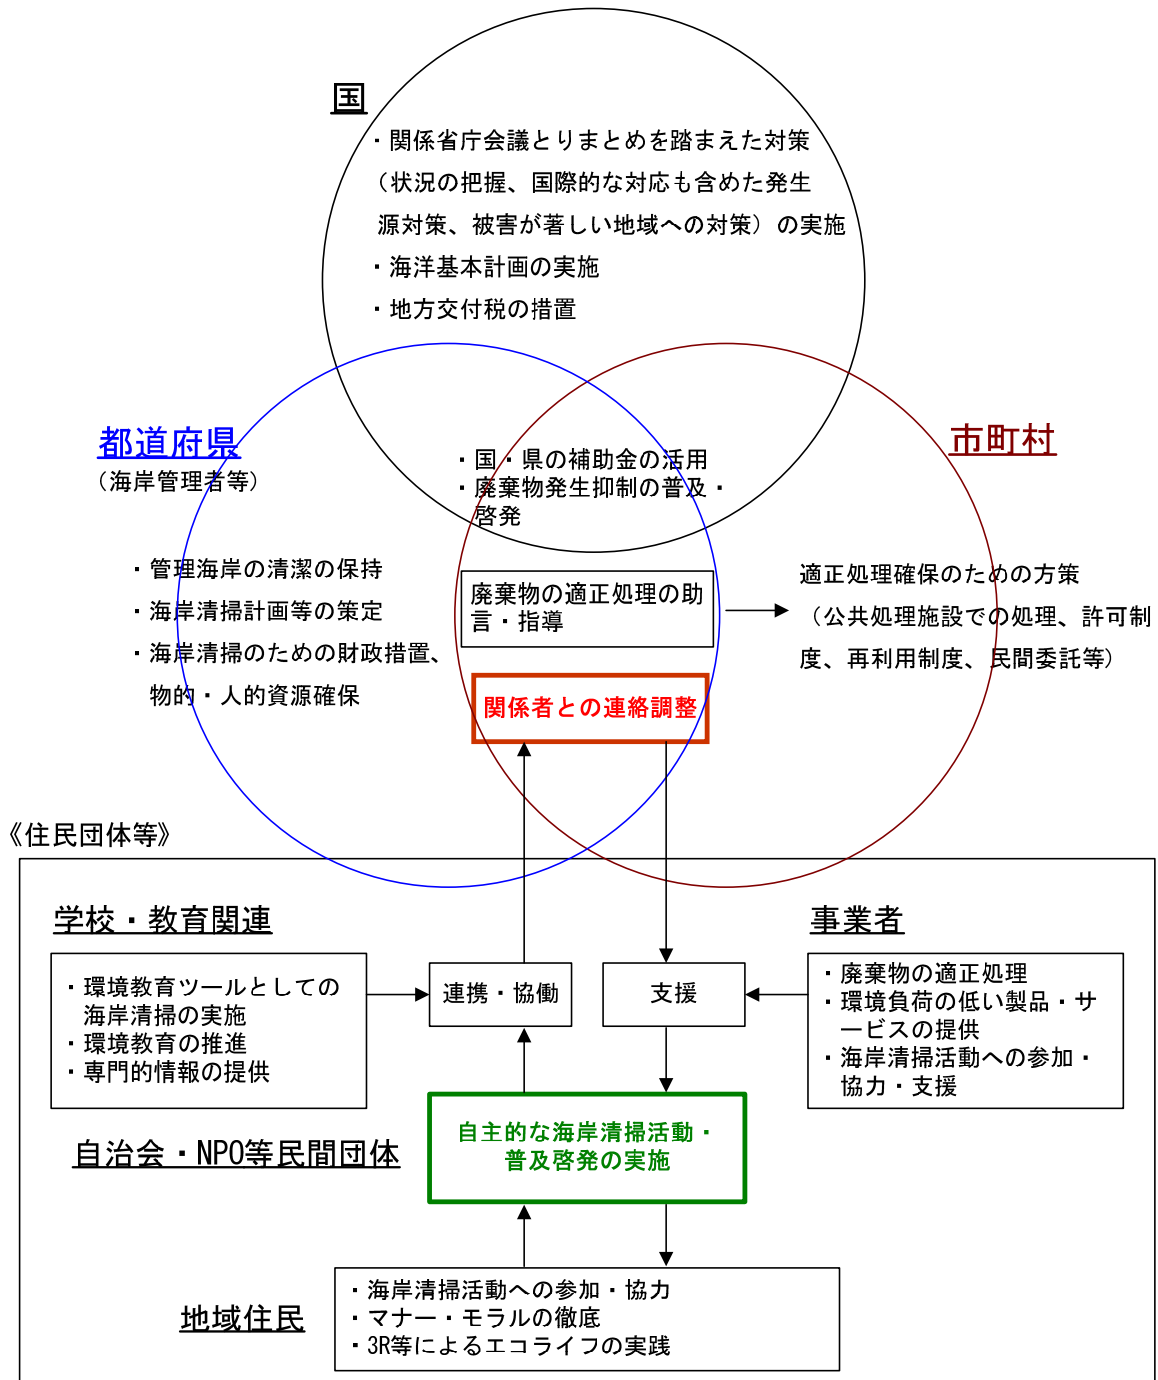 国
・関係省庁会議とりまとめを踏まえた対策
（状況の把握、国際的な対応も含めた発生
源対策、被害が著しい地域への対策）の実施
・海洋基本計画の実施
・地方交付税の措置
都道府県
（海岸管理者等）
市町村
・国・県の補助金の活用
・廃棄物発生抑制の普及・
啓発
・管理海岸の清潔の保持
・海岸清掃計画等の策定
・海岸清掃のための財政措置、
物的・人的資源確保
廃棄物の適正処理の助
言・指導
適正処理確保のための方策
（公共処理施設での処理、許可制
度、再利用制度、民間委託等）
関係者との連絡調整
《住民団体等》
学校・教育関連
・環境教育ツールとしての
海岸清掃の実施
・環境教育の推進
・専門的情報の提供
連携・協働
支援
事業者
・廃棄物の適正処理
・環境負荷の低い製品・サ
ービスの提供
・海岸清掃活動への参加・
協力・支援
自治会・NPO等民間団体
自主的な海岸清掃活動・
普及啓発の実施
地域住民
・海岸清掃活動への参加・協力
・マナー・モラルの徹底
・3R等によるエコライフの実践